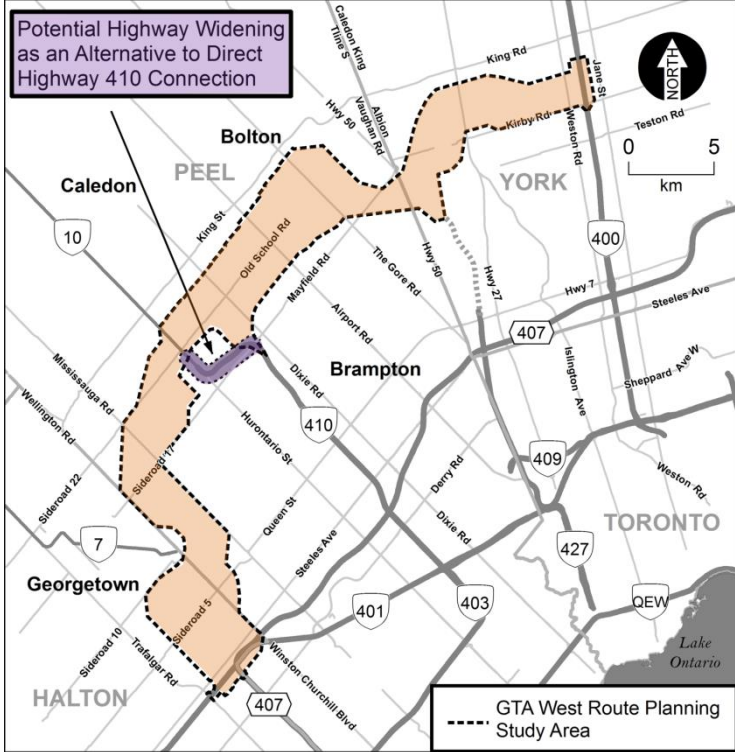 Potential Highway Widening
as an Alternative to Direct
Highway 410 Connection
Caledon King
Tline S
King Rd
Jane St
NORTH
Hwy 50
Albion
Vaughan Rd
Kirby Rd
Weston Rd
Teston Rd
0 5
km
Bolton
PEEL
YORK
Caledon
10
King St
Old School Rd
Mayfield Rd
The Gore Rd
Hwy 50
Hwy 27
400
Hwy 7
Steeles Ave
407
Airport Rd
Brampton
Dixie Rd
Islington
Ave
Sheppard Ave W
Mississauga Rd
Wellington Rd
410
Hurontario St
Sideroad 17
Sideroad 22
Queen St
Derry Rd
409
Weston Rd
Dixie Rd
TORONTO
7
Steeles Ave
427
Georgetown
401
403
QEW
Sideroad 5
Sideroad 10
Trafalgar Rd
Winston Churchill Blvd
Lake
Ontario
HALTON
407
GTA West Route Planning
Study Area